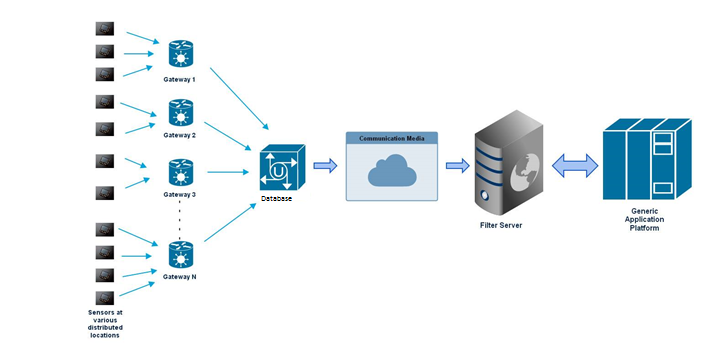 Gateway 1
Gateway 2
Gateway 3
Gateway N
Sensors at
various
distributed
locations
U
Database
Communication Media
Filter Server
Generic
Application
Platform